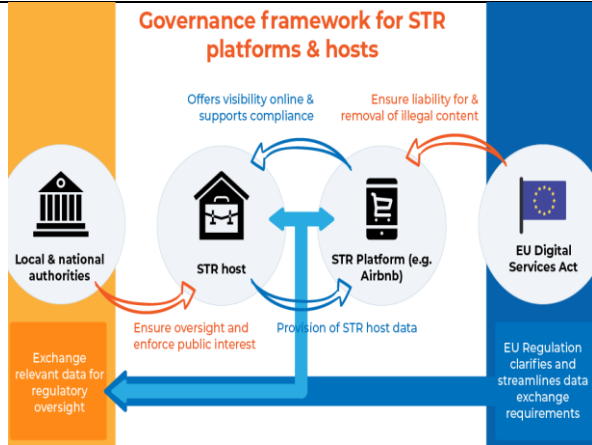 Governance framework for STR
platforms & hosts
Offers visibility online &
supports compliance
Ensure liability for &
removal of illegal content
Local & national
authorities
STR host
STR Platform (e.g.
Airbnb)
EU Digital
Services Act
Ensure oversight and
enforce public interest
Provision of STR host data
Exchange
relevant data for
regulatory
oversight
EU Regulation
clarifies and
streamlines data
exchange
requirements